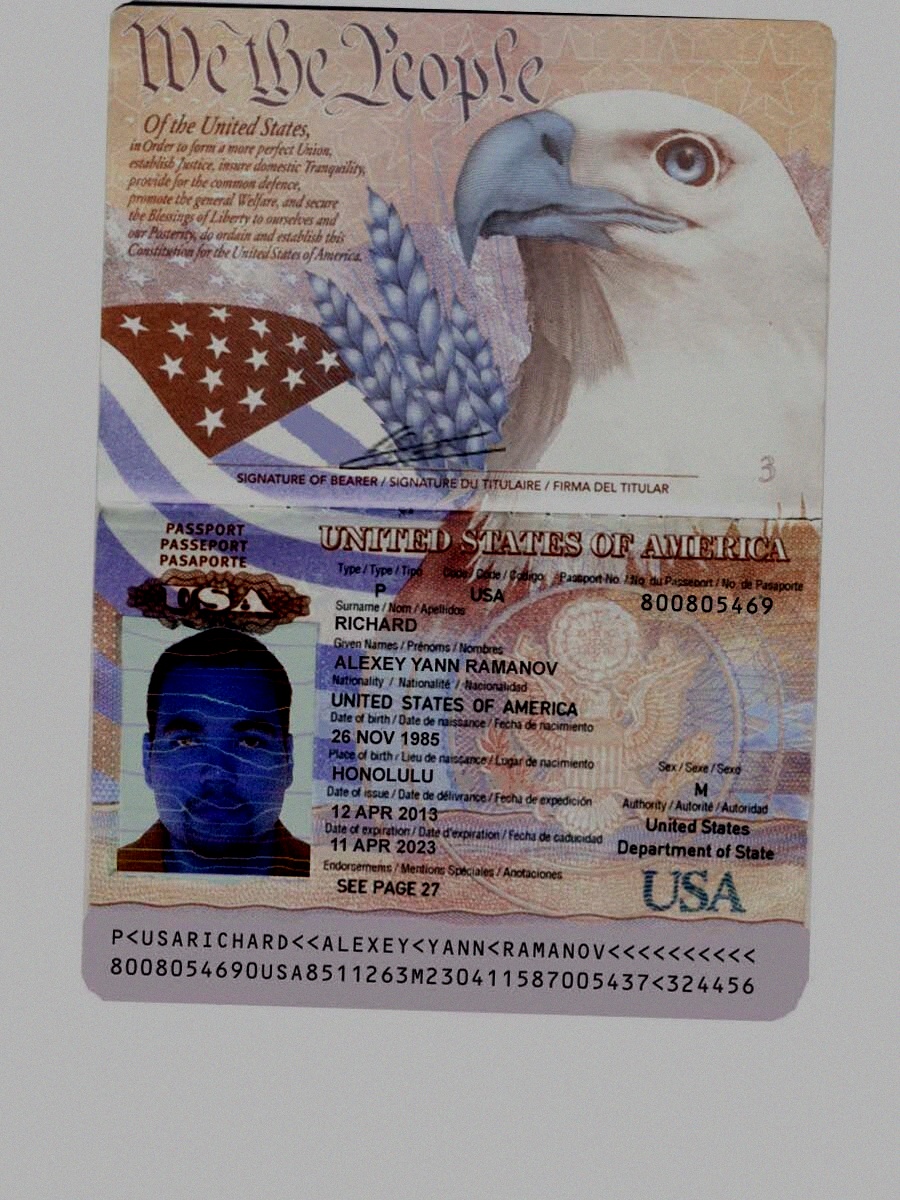 We the People
Of the United States,
in Order to form a more perfect Union,
establish Justice, insure domestic Tranquility,
provide for the common defence,
promote the general Welfare, and secure
the Blessings of Liberty to ourselves and
our Posterity, do ordain and establish this
Constitution for the United States of America.
SIGNATURE OF BEARER / SIGNATURE DU TITULAIRE / FIRMA DEL TITULAR
3
PASSPORT
PASSEPORT
PASAPORTE
USA
UNITED STATES OF AMERICA
Type / Type / Tipo Code / Code / Codigo Passport No. / No. du Passeport / No. de Pasaporte
P USA 800805469
Surname / Nom / Apellidos
RICHARD
Given Names / Prénoms / Nombres
ALEXEY YANN RAMANOV
Nationality / Nationalité / Nacionalidad
UNITED STATES OF AMERICA
Date of birth / Date de naissance / Fecha de nacimiento
26 NOV 1985
Place of birth / Lieu de naissance / Lugar de nacimiento
HONOLULU
Sex / Sexe / Sexo
M
Date of issue / Date de délivrance / Fecha de expedición
12 APR 2013
Authority / Autorité / Autoridad
United States
Department of State
Date of expiration / Date d'expiration / Fecha de caducidad
11 APR 2023
Endorsements / Mentions Spéciales / Anotaciones
SEE PAGE 27
USA
P<USARICHARD<<ALEXEY<YANN<RAMANOV<<<<<<<<<<
8008054690USA8511263M230411587005437<324456